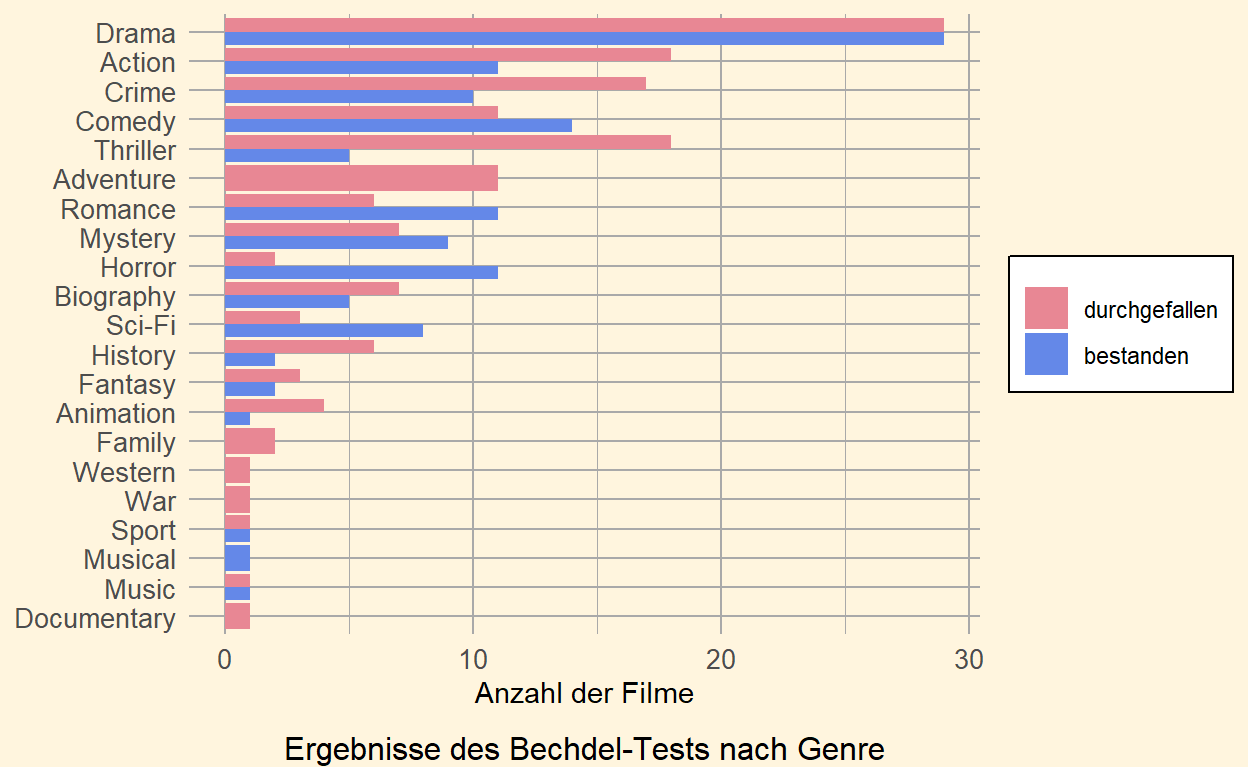 Drama
Action
Crime
Comedy
Thriller
Adventure
Romance
Mystery
Horror
Biography
Sci-Fi
History
Fantasy
Animation
Family
Western
War
Sport
Musical
Music
Documentary
0 10 20 30
Anzahl der Filme
Ergebnisse des Bechdel-Tests nach Genre
durchgefallen
bestanden